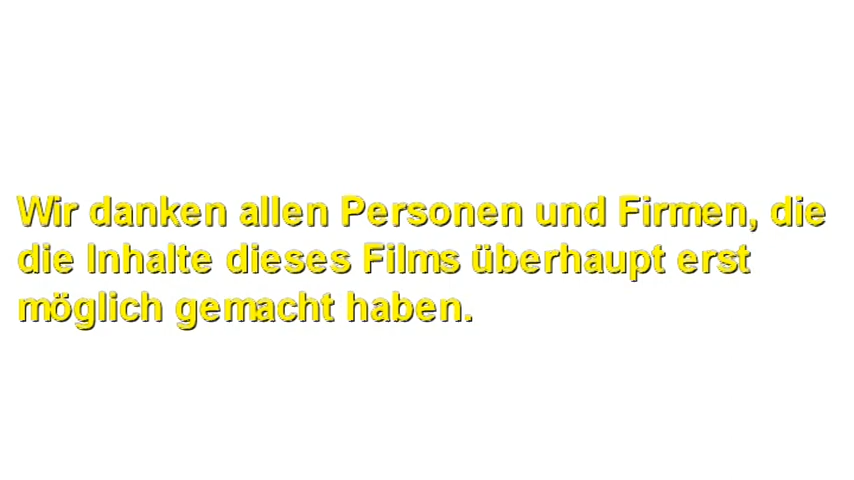 Wir danken allen Personen und Firmen, die
die Inhalte dieses Films überhaupt erst
möglich gemacht haben.